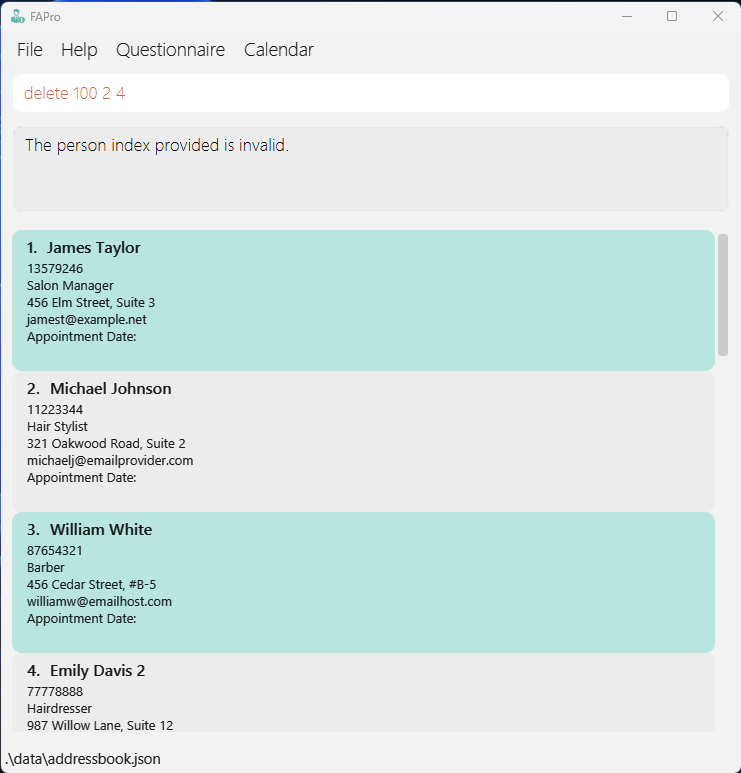 FAPro
File Help Questionnaire Calendar
delete 100 2 4
The person index provided is invalid.
1. James Taylor
13579246
Salon Manager
456 Elm Street, Suite 3
jamest@example.net
Appointment Date:
2. Michael Johnson
11223344
Hair Stylist
321 Oakwood Road, Suite 2
michaelj@emailprovider.com
Appointment Date:
3. William White
87654321
Barber
456 Cedar Street, #B-5
williamw@emailhost.com
Appointment Date:
4. Emily Davis 2
77778888
Hairdresser
987 Willow Lane, Suite 12
.\data\addressbook.json